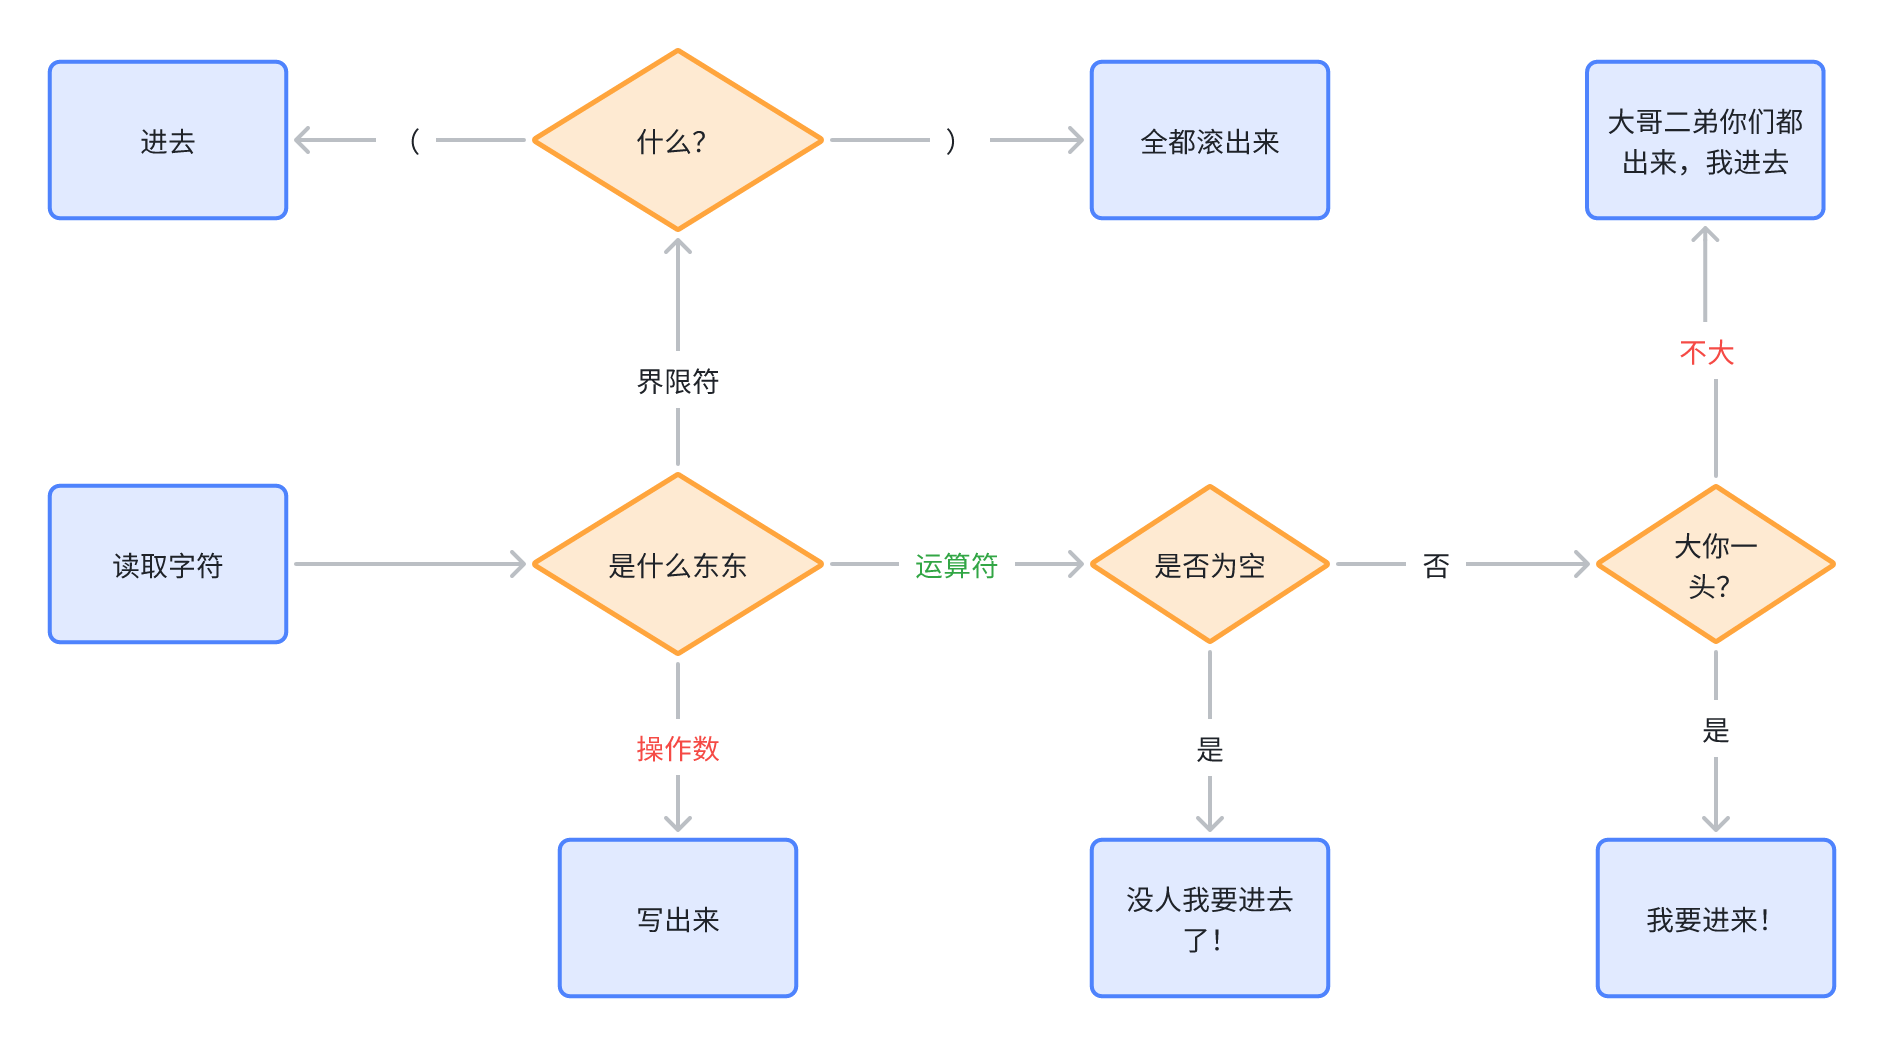 进去
（
什么？
）
全都滚出来
大哥二弟你们都
出来，我进去
不大
界限符
读取字符
是什么东东
运算符
是否为空
否
大你一
头？
操作数
是
是
写出来
没人我要进去
了！
我要进来！